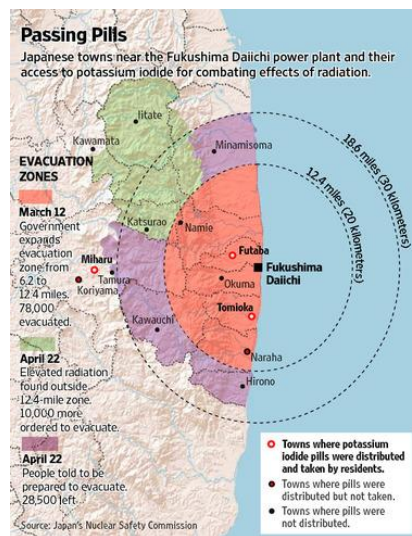 Passing Pills
Japanese towns near the Fukushima Daiichi power plant and their
access to potassium iodide for combating effects of radiation.
Iitate
Kawamata
Minamisoma
18.6 miles (30 kilometers)
12.4 miles (20 kilometers)
EVACUATION
ZONES
March 12
Government
expands
evacuation
zone from
6.2 to
12.4 miles.
78,000
evacuated.
Katsurao
Namie
Futaba
Fukushima
Daiichi
Miharu
Tamura
Koriyama
Okuma
Tomioka
Kawauchi
Naraha
Hirono
April 22
Elevated radiation
found outside
12.4-mile zone.
10,000 more
ordered to evacuate.
April 22
People told to be
prepared to evacuate.
28,500 left
Towns where potassium
iodide pills were distributed
and taken by residents.
Towns where pills were
distributed but not taken.
Towns where pills were
not distributed.
Source: Japan's Nuclear Safety Commission